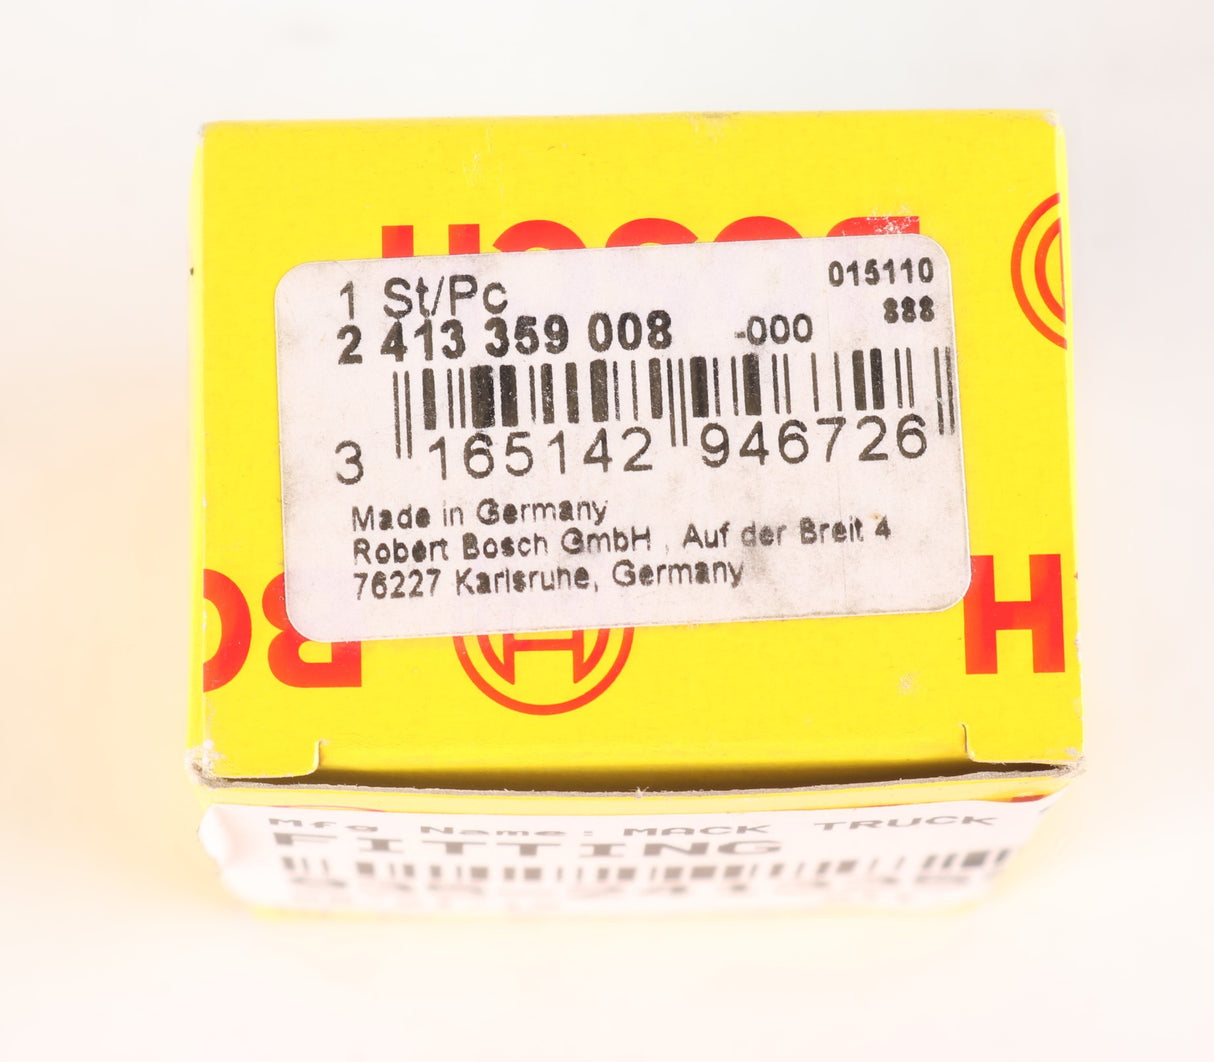 BOSCH
1 St/Pc
015110
2 413 359 008 -000
888
3 165142 946726
Made in Germany
Robert Bosch GmbH , Auf der Breit 4
76227 Karlsruhe, Germany
BO
H
Mfg Name: MACK TRUCK
FITTING